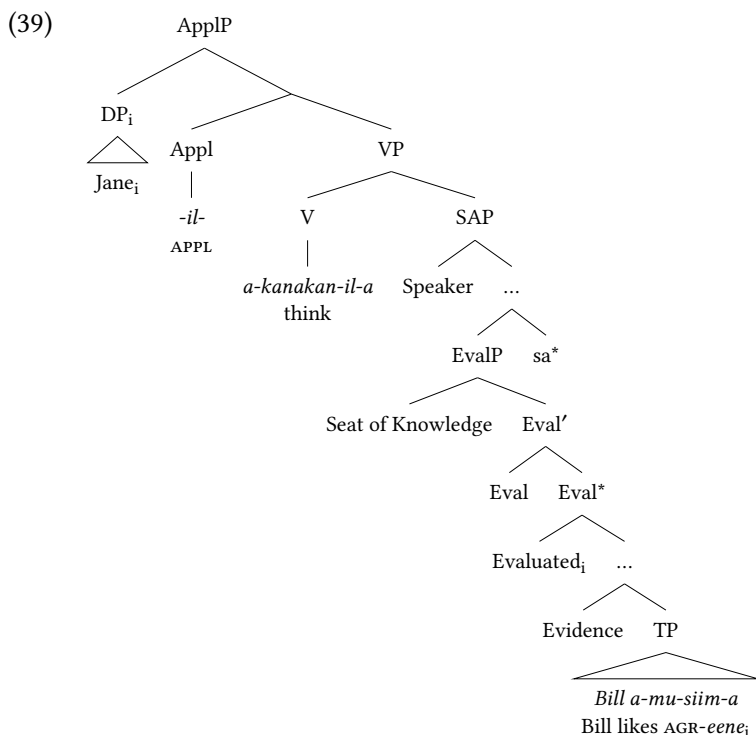 (39)
ApplP
DPᵢ
Janeᵢ
Appl
-il-
APPL
VP
V
a-kanakan-il-a
think
SAP
Speaker
...
EvalP
sa*
Seat of Knowledge
Eval′
Eval
Eval*
Evaluatedᵢ
...
Evidence
TP
Bill a-mu-siim-a
Bill likes AGR-eeneᵢ